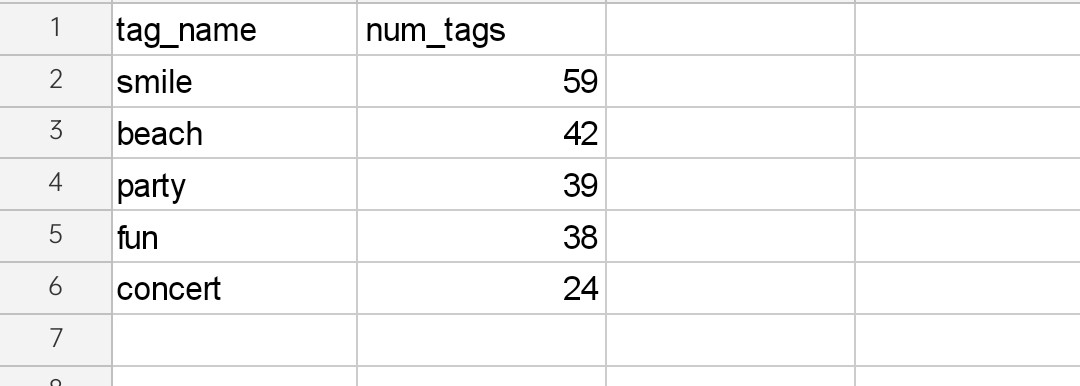 1 tag_name num_tags
2 smile 59
3 beach 42
4 party 39
5 fun 38
6 concert 24
7